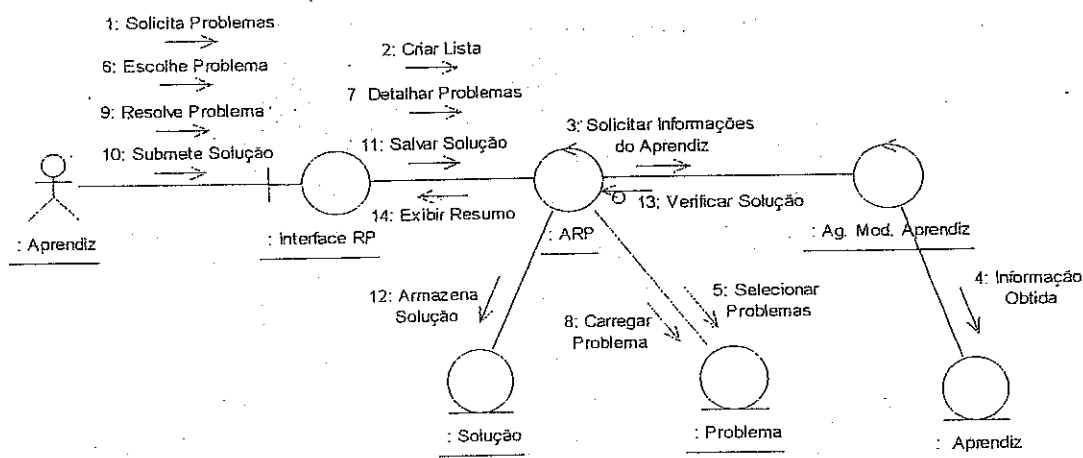 1: Solicita Problemas
6: Escolhe Problema
9: Resolve Problema
10: Submete Solução
2: Criar Lista
7 Detalhar Problemas
11: Salvar Solução
14: Exibir Resumo
3: Solicitar Informações
do Aprendiz
13: Verificar Solução
: Aprendiz
: Interface RP
: ARP
: Ag. Mod. Aprendiz
12: Armazena
Solução
8: Carregar
Problema
5: Selecionar
Problemas
4: Informação
Obtida
: Solução
: Problema
: Aprendiz